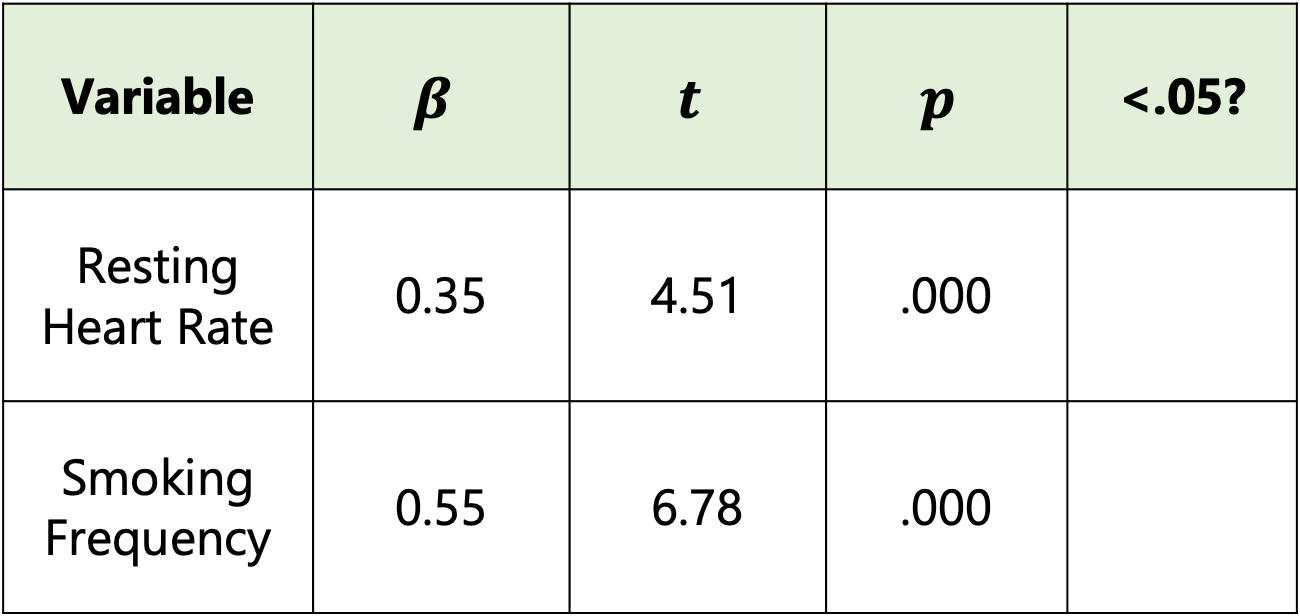 Variable β t p <.05?
Resting
Heart Rate 0.35 4.51 .000
Smoking
Frequency 0.55 6.78 .000